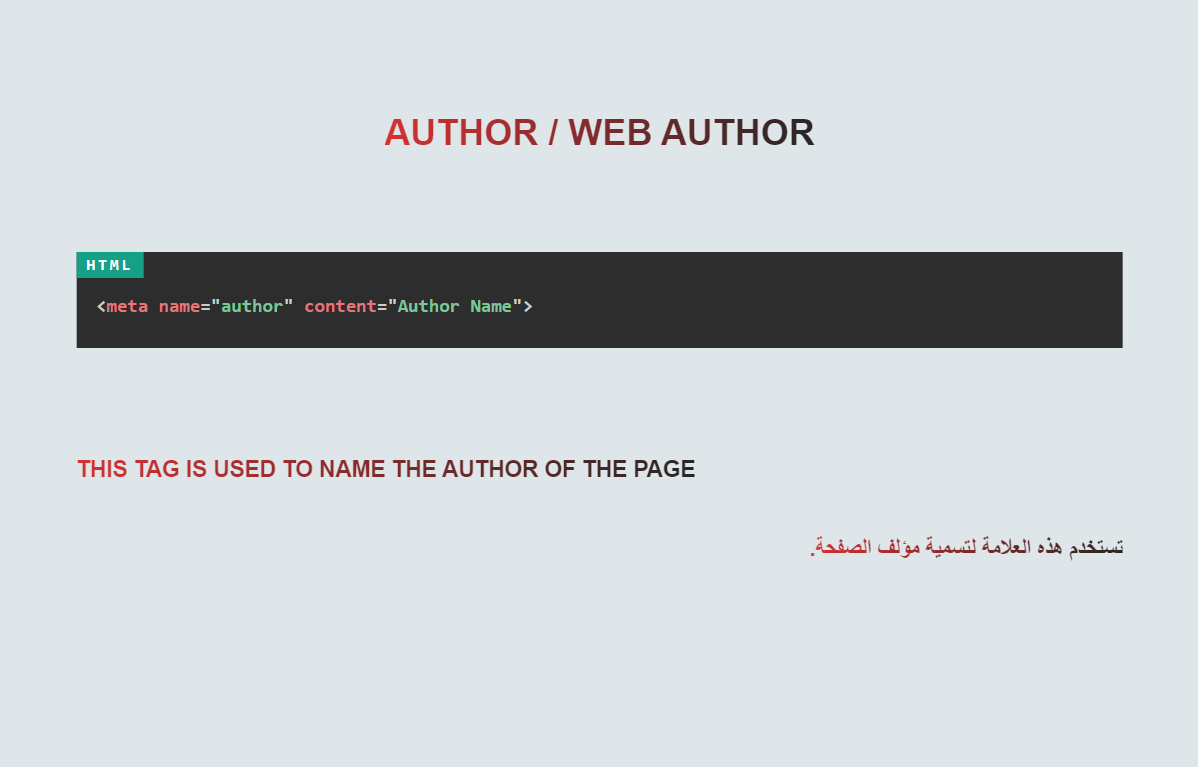 AUTHOR / WEB AUTHOR
HTML
<meta name="author" content="Author Name">
THIS TAG IS USED TO NAME THE AUTHOR OF THE PAGE
تستخدم هذه العلامة لتسمية مؤلف الصفحة.